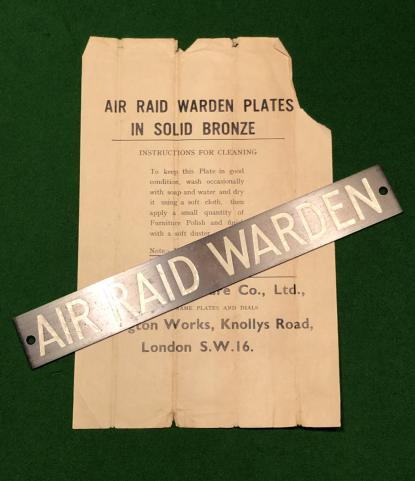 AIR RAID WARDEN PLATES
IN SOLID BRONZE
INSTRUCTIONS FOR CLEANING
To keep this Plate in good
condition, wash occasionally
with soap and water and dry
it using a soft cloth, then
apply a small quantity of
Furniture Polish and
with a soft duster
Note
AIR RAID WARDEN
Co., Ltd.,
PLATES AND DIALS
Works, Knollys Road,
London S.W.16.